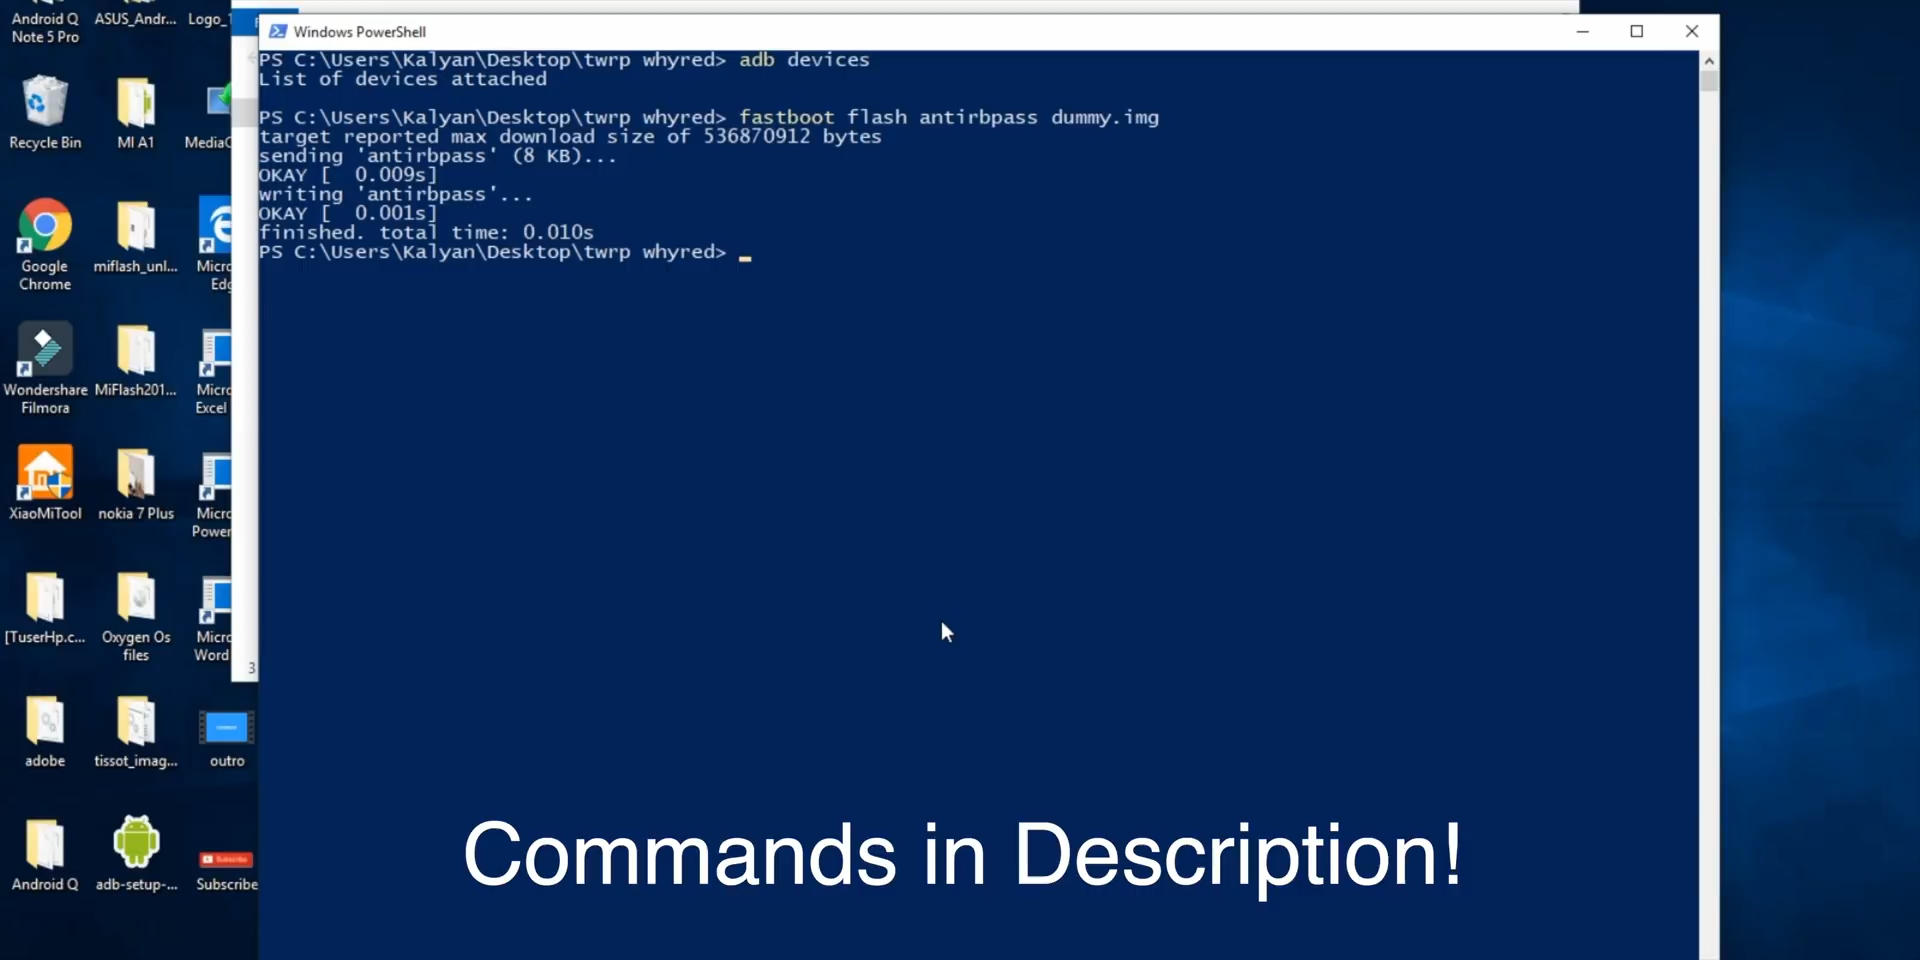 Android Q
Note 5 Pro
ASUS_Andr...
Windows PowerShell
PS C:\Users\Kalyan\Desktop\twrp whyred> adb devices
List of devices attached
PS C:\Users\Kalyan\Desktop\twrp whyred> fastboot flash antirbpass dummy.img
target reported max download size of 536870912 bytes
sending 'antirbpass' (8 KB)...
OKAY [  0.009s]
writing 'antirbpass'...
OKAY [  0.001s]
finished. total time: 0.010s
PS C:\Users\Kalyan\Desktop\twrp whyred>
Recycle Bin
MI A1
Google
Chrome
miflash_unl...
Micro
Edg
Wondershare
Filmora
MiFlash201...
Micro
Excel
XiaoMiTool
nokia 7 Plus
Micro
Power
[TuserHp.c...
Oxygen Os
files
Micro
Word
3
adobe
tissot_imag...
outro
Android Q
adb-setup-...
Subscribe
Subscribe
Commands in Description!